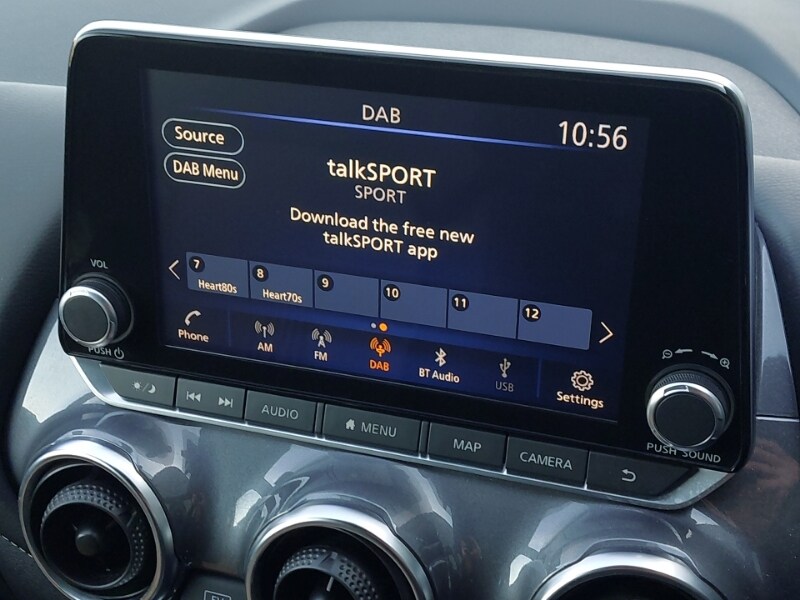 DAB
10:56
Source
DAB Menu
talkSPORT
SPORT
Download the free new
talkSPORT app
7 Heart80s
8 Heart70s
9
10
11
12
VOL
PUSH
Phone
AM
FM
DAB
BT Audio
USB
Settings
PUSH SOUND
AUDIO
MENU
MAP
CAMERA